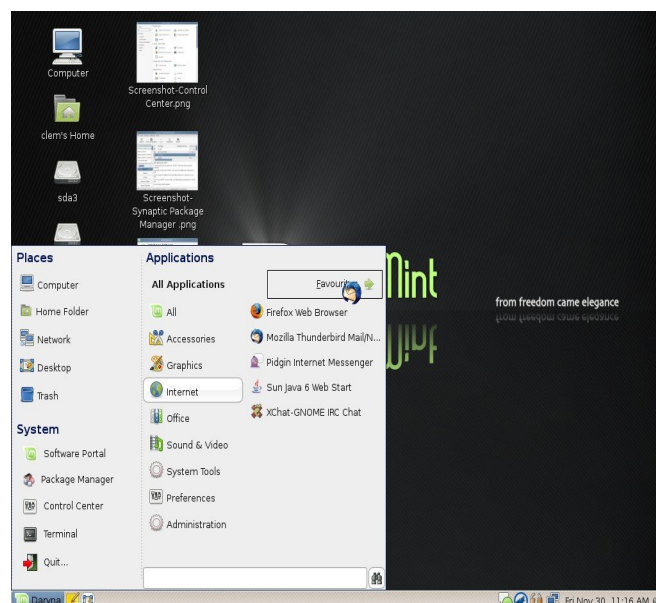 Computer
Screenshot-Control
Center.png
clem's Home
sda3
Screenshot-
Synaptic Package
Manager .png
Places
Computer
Home Folder
Network
Desktop
Trash
System
Software Portal
Package Manager
Control Center
Terminal
Quit...
Applications
All Applications
All
Accessories
Graphics
Internet
Office
Sound & Video
System Tools
Preferences
Administration
Firefox Web Browser
Mozilla Thunderbird Mail/N...
Pidgin Internet Messenger
Sun Java 6 Web Start
XChat-GNOME IRC Chat
Mint
from freedom came elegance
Daryna
Fri Nov 30, 11:16 AM